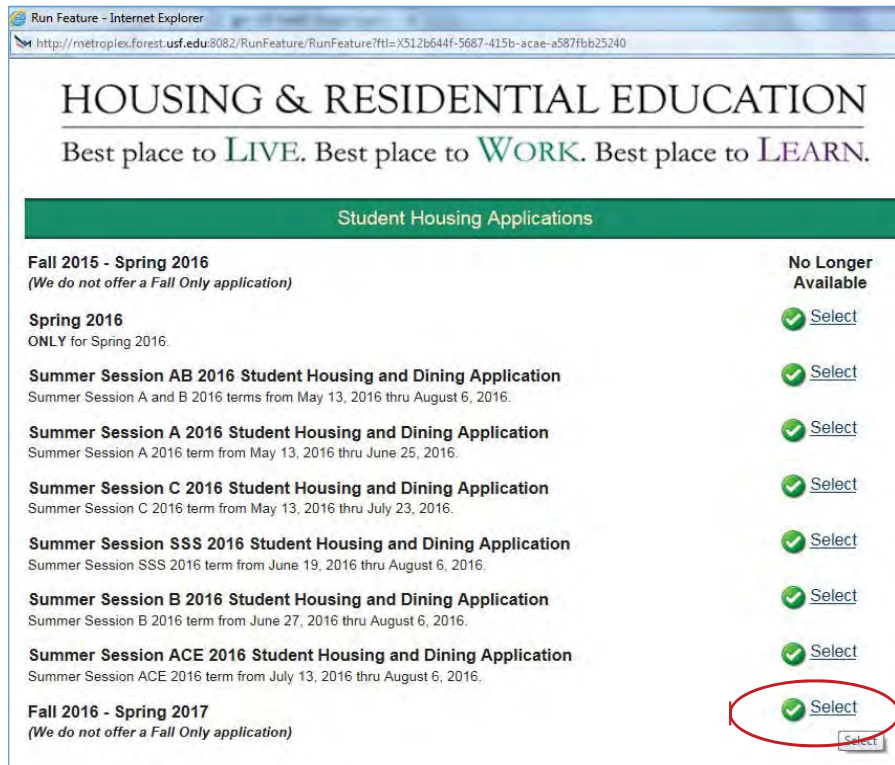 Run Feature - Internet Explorer
http://metroplex.forest.usf.edu:8082/RunFeature/RunFeature?ftl=X512b644f-5687-415b-acae-a587fbb25240
HOUSING & RESIDENTIAL EDUCATION
Best place to LIVE. Best place to WORK. Best place to LEARN.
Student Housing Applications
Fall 2015 - Spring 2016
(We do not offer a Fall Only application)
No Longer
Available
Spring 2016
ONLY for Spring 2016.
Select
Summer Session AB 2016 Student Housing and Dining Application
Summer Session A and B 2016 terms from May 13, 2016 thru August 6, 2016.
Select
Summer Session A 2016 Student Housing and Dining Application
Summer Session A 2016 term from May 13, 2016 thru June 25, 2016.
Select
Summer Session C 2016 Student Housing and Dining Application
Summer Session C 2016 term from May 13, 2016 thru July 23, 2016.
Select
Summer Session SSS 2016 Student Housing and Dining Application
Summer Session SSS 2016 term from June 19, 2016 thru August 6, 2016.
Select
Summer Session B 2016 Student Housing and Dining Application
Summer Session B 2016 term from June 27, 2016 thru August 6, 2016.
Select
Summer Session ACE 2016 Student Housing and Dining Application
Summer Session ACE 2016 term from July 13, 2016 thru August 6, 2016.
Select
Fall 2016 - Spring 2017
(We do not offer a Fall Only application)
Select
Select